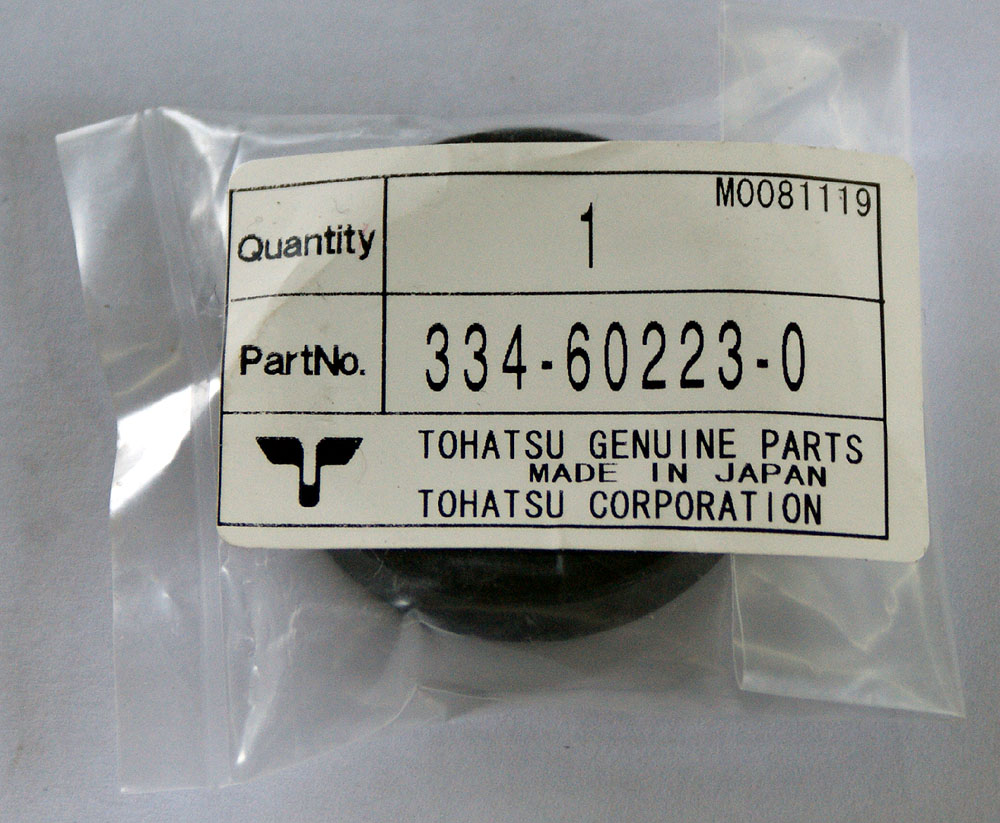 M0081119
Quantity 1
PartNo. 334-60223-0
TOHATSU GENUINE PARTS
MADE IN JAPAN
TOHATSU CORPORATION